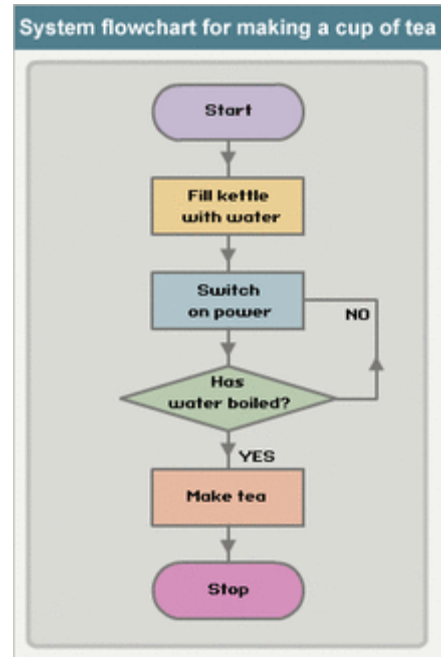 System flowchart for making a cup of tea
Start
Fill kettle
with water
Switch
on power
NO
Has
water boiled?
YES
Make tea
Stop